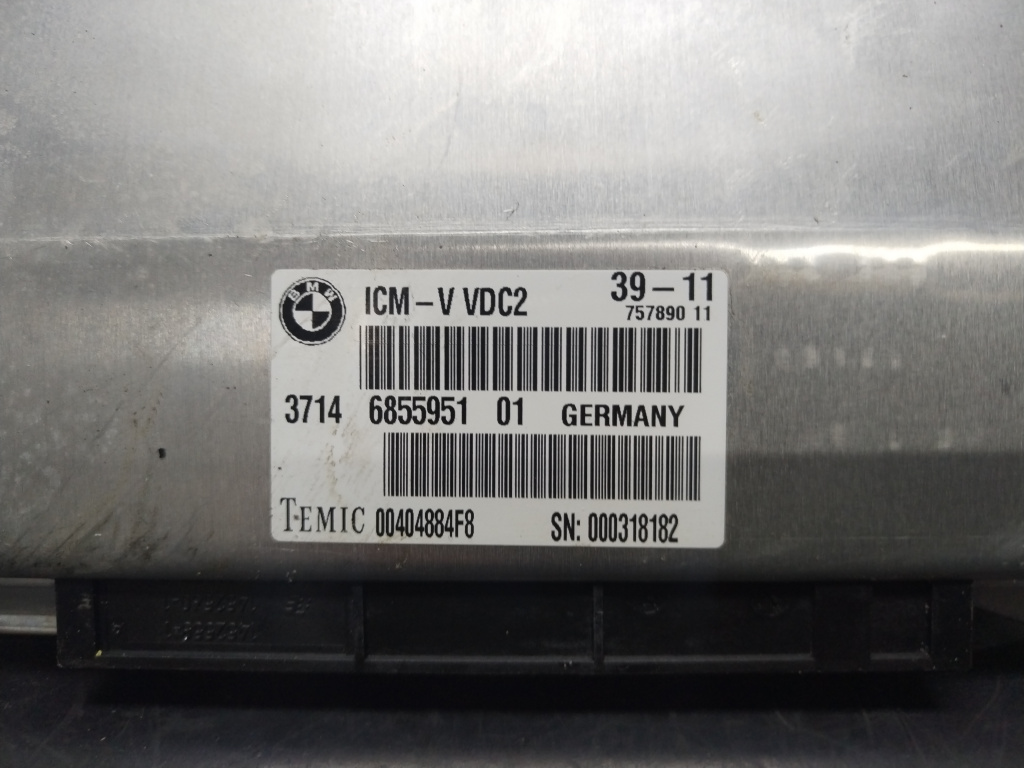 BMW
ICM – V VDC2
39 – 11
757890 11
3714 6855951 01 GERMANY
TEMIC 00404884F8 SN: 000318182